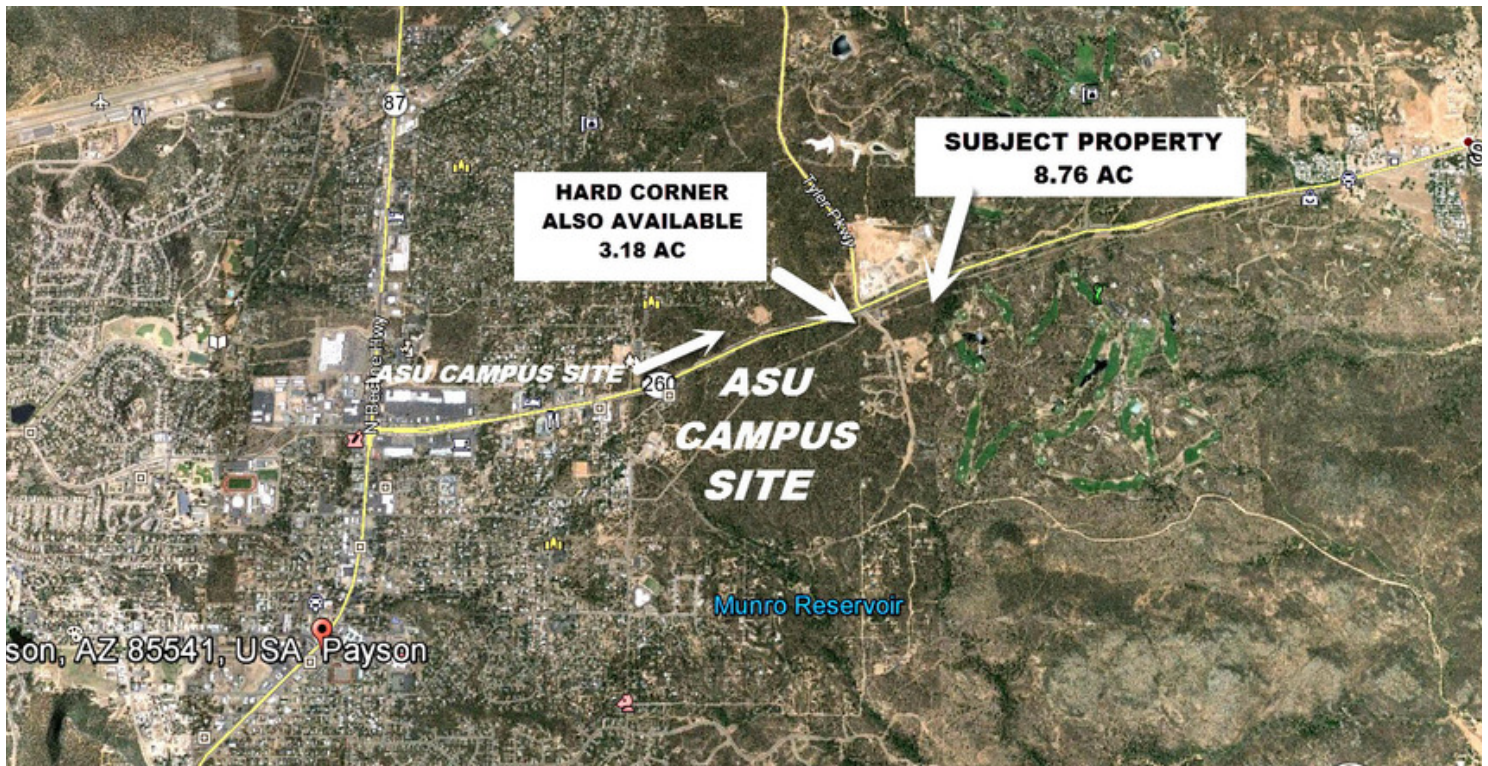 87
SUBJECT PROPERTY
8.76 AC
HARD CORNER
ALSO AVAILABLE
3.18 AC
Tyler Pkwy
N Beeline Hwy
ASU CAMPUS SITE
260
ASU
CAMPUS
SITE
Munro Reservoir
son, AZ 85541, USA
Payson